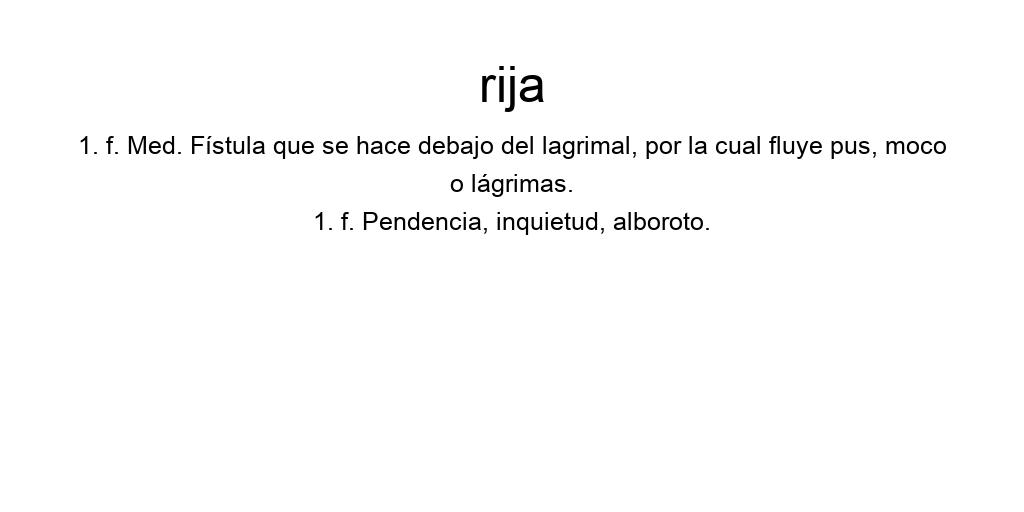 rija
1. f. Med. Fístula que se hace debajo del lagrimal, por la cual fluye pus, moco
o lágrimas.
1. f. Pendencia, inquietud, alboroto.